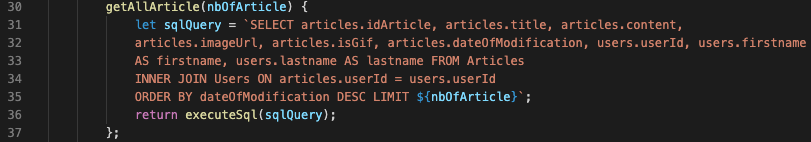 30 getAllArticle(nbOfArticle) {
31 let sqlQuery = `SELECT articles.idArticle, articles.title, articles.content,
32 articles.imageUrl, articles.isGif, articles.dateOfModification, users.userId, users.firstname
33 AS firstname, users.lastname AS lastname FROM Articles
34 INNER JOIN Users ON articles.userId = users.userId
35 ORDER BY dateOfModification DESC LIMIT ${nbOfArticle}`;
36 return executeSql(sqlQuery);
37 };